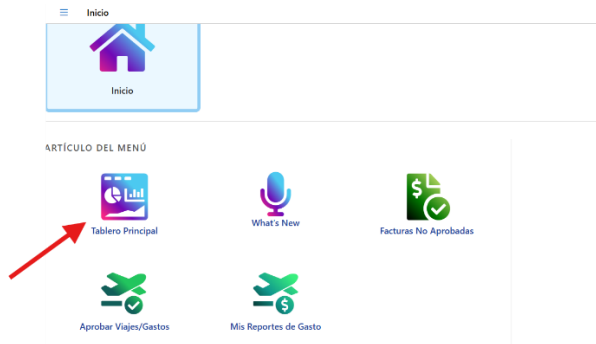 Inicio
Inicio
ARTÍCULO DEL MENÚ
Tablero Principal
What's New
Facturas No Aprobadas
Aprobar Viajes/Gastos
Mis Reportes de Gasto